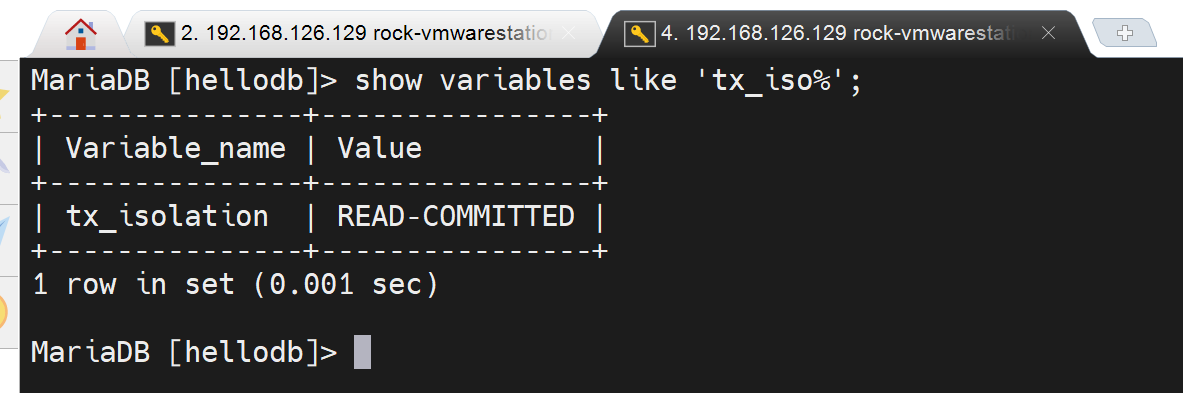 2. 192.168.126.129 rock-vmwarestatio
4. 192.168.126.129 rock-vmwarestati
MariaDB [hellodb]> show variables like 'tx_iso%';
+---------------+----------------+
| Variable_name | Value          |
+---------------+----------------+
| tx_isolation  | READ-COMMITTED |
+---------------+----------------+
1 row in set (0.001 sec)
MariaDB [hellodb]>